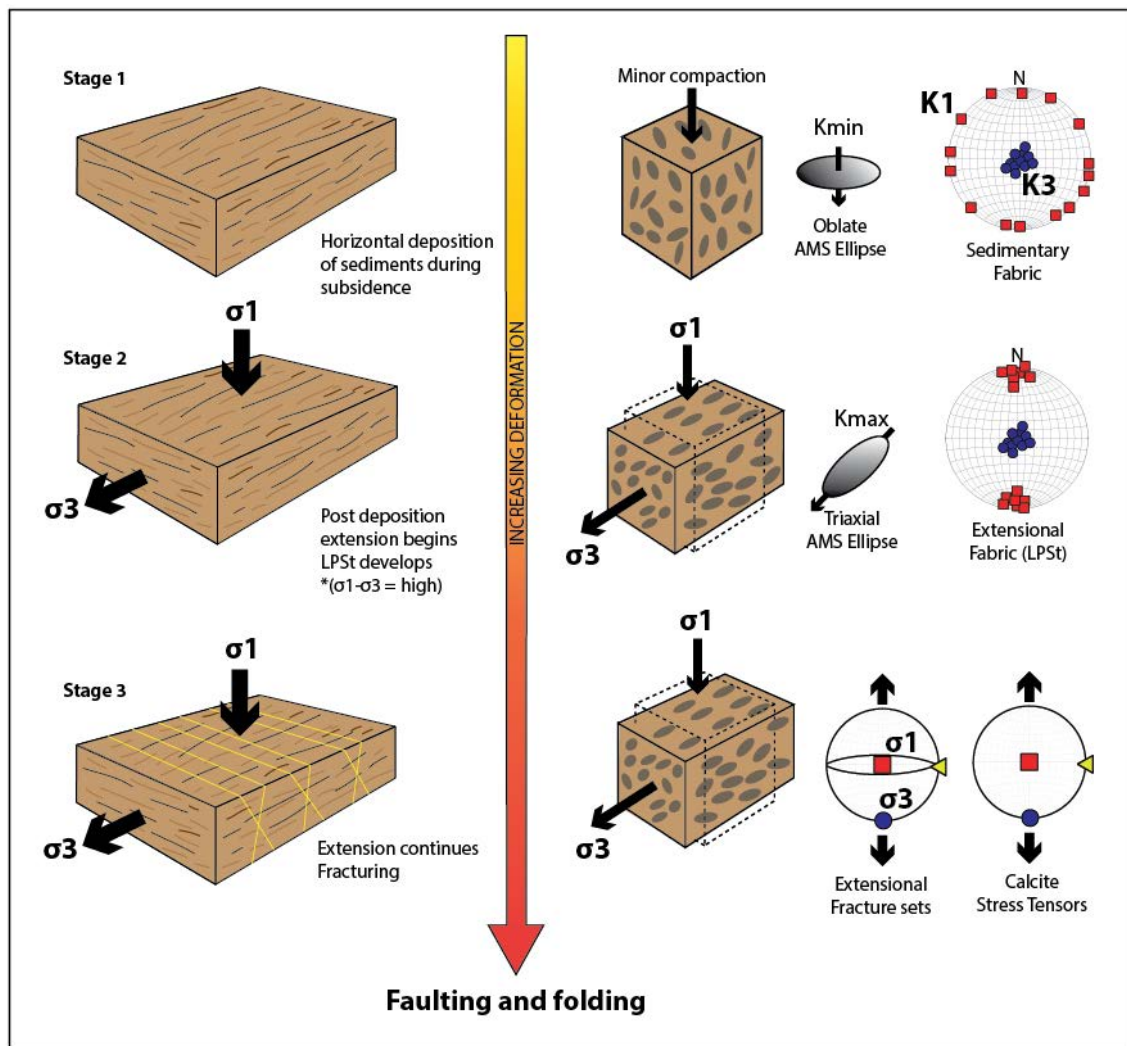 Stage 1
Horizontal deposition
of sediments during
subsidence
Minor compaction
Kmin
Oblate
AMS Ellipse
N
K1
K3
Sedimentary
Fabric
σ1
Stage 2
σ3
Post deposition
extension begins
LPSt develops
*(σ1-σ3 = high)
σ1
σ3
Kmax
Triaxial
AMS Ellipse
N
Extensional
Fabric (LPSt)
INCREASING DEFORMATION
σ1
Stage 3
σ3
Extension continues
Fracturing
σ1
σ3
σ1
σ3
Extensional
Fracture sets
Calcite
Stress Tensors
Faulting and folding